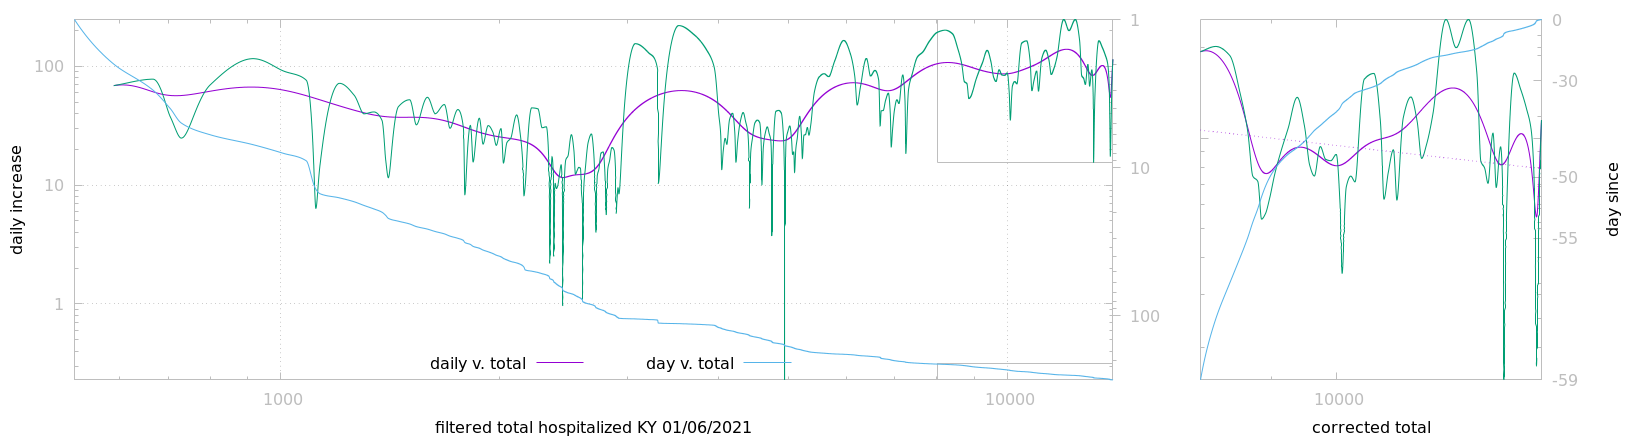 daily increase
100
10
1
1000
10000
1
10
100
daily v. total
day v. total
filtered total hospitalized KY 01/06/2021
0
-30
-50
-55
-59
day since
10000
corrected total